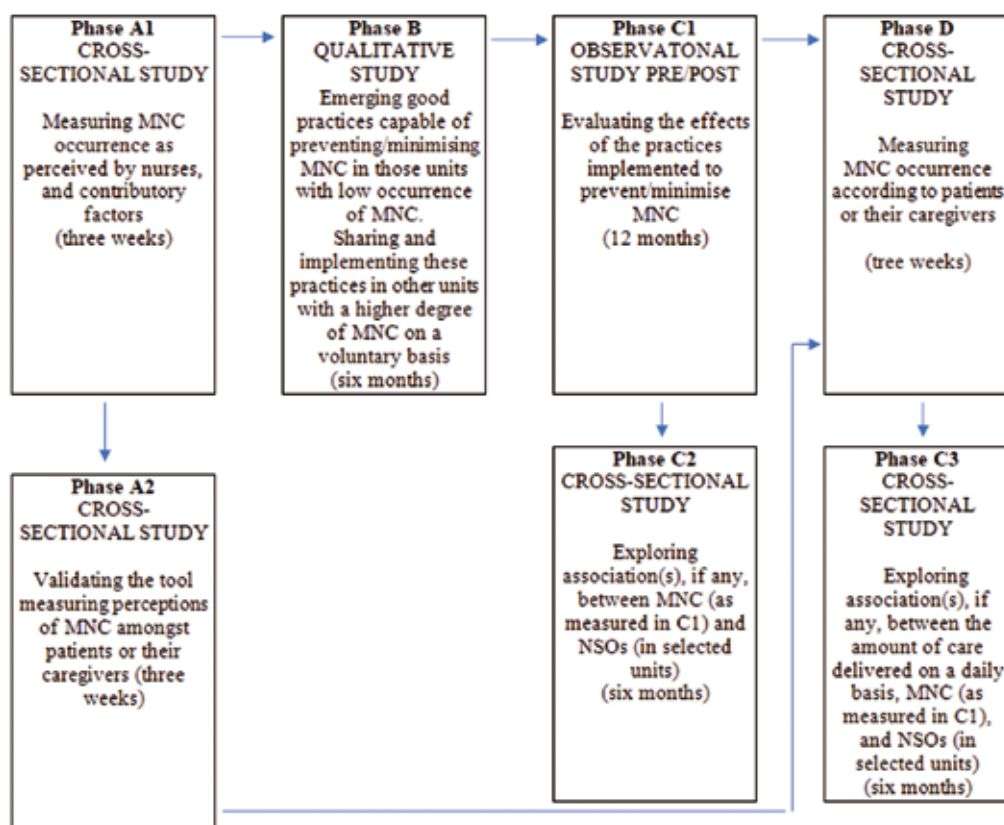 Phase A1
CROSS-
SECTIONAL STUDY
Measuring MNC
occurrence as
perceived by nurses,
and contributory
factors
(three weeks)
Phase B
QUALITATIVE
STUDY
Emerging good
practices capable of
preventing/minimising
MNC in those units
with low occurrence
of MNC.
Sharing and
implementing these
practices in other units
with a higher degree
of MNC on a
voluntary basis
(six months)
Phase C1
OBSERVATONAL
STUDY PRE/POST
Evaluating the effects
of the practices
implemented to
prevent/minimise
MNC
(12 months)
Phase D
CROSS-
SECTIONAL
STUDY
Measuring
MNC occurrence
according to patients
or their caregivers
(tree weeks)
Phase A2
CROSS-
SECTIONAL STUDY
Validating the tool
measuring perceptions
of MNC amongst
patients or their
caregivers (three
weeks)
Phase C2
CROSS-SECTIONAL
STUDY
Exploring
association(s), if any,
between MNC (as
measured in C1) and
NSOs (in selected
units)
(six months)
Phase C3
CROSS-
SECTIONAL
STUDY
Exploring
association(s), if
any, between the
amount of care
delivered on a daily
basis, MNC (as
measured in C1),
and NSOs (in
selected units)
(six months)